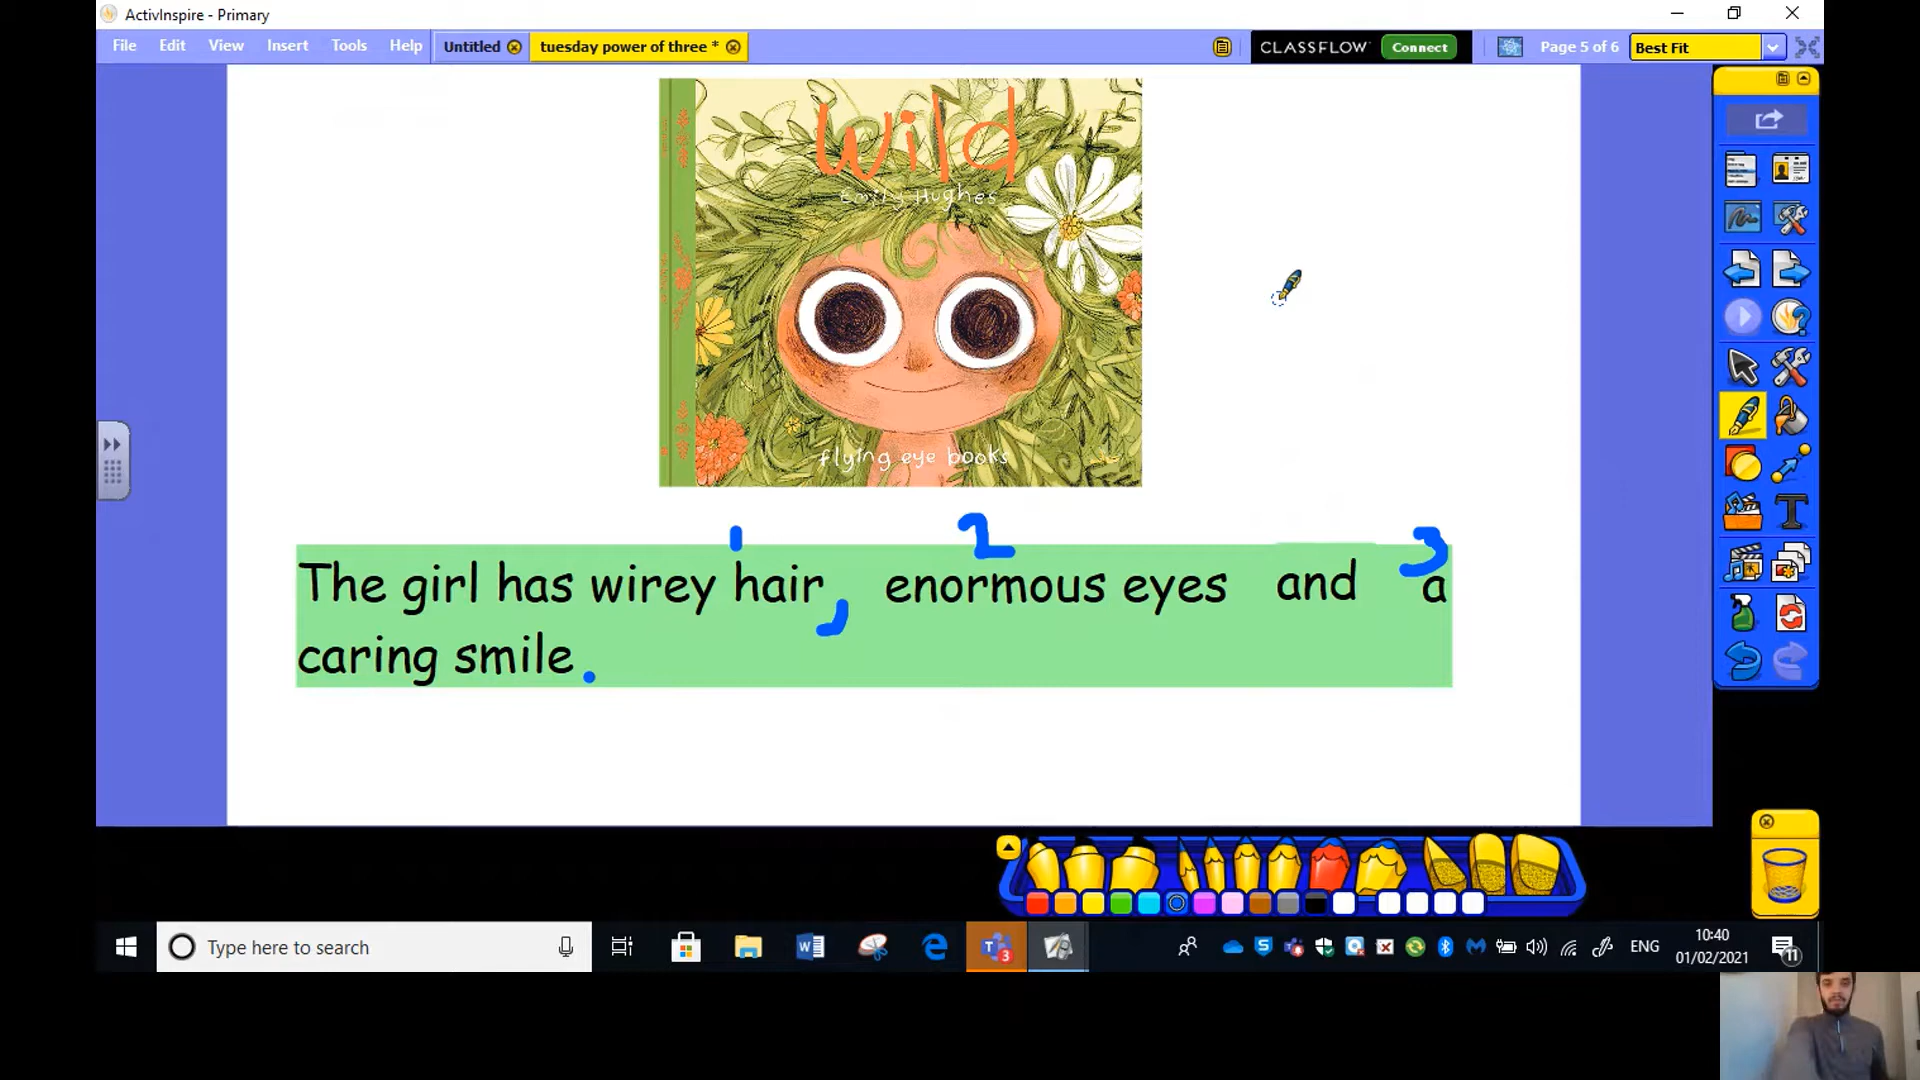 ActivInspire - Primary
File Edit View Insert Tools Help Untitled tuesday power of three * CLASSFLOW Connect Page 5 of 6 Best Fit
Wild
Emily Hughes
flying eye books
1 2 3
The girl has wirey hair, enormous eyes and a
caring smile.
Type here to search
3
ENG
10:40
01/02/2021
11